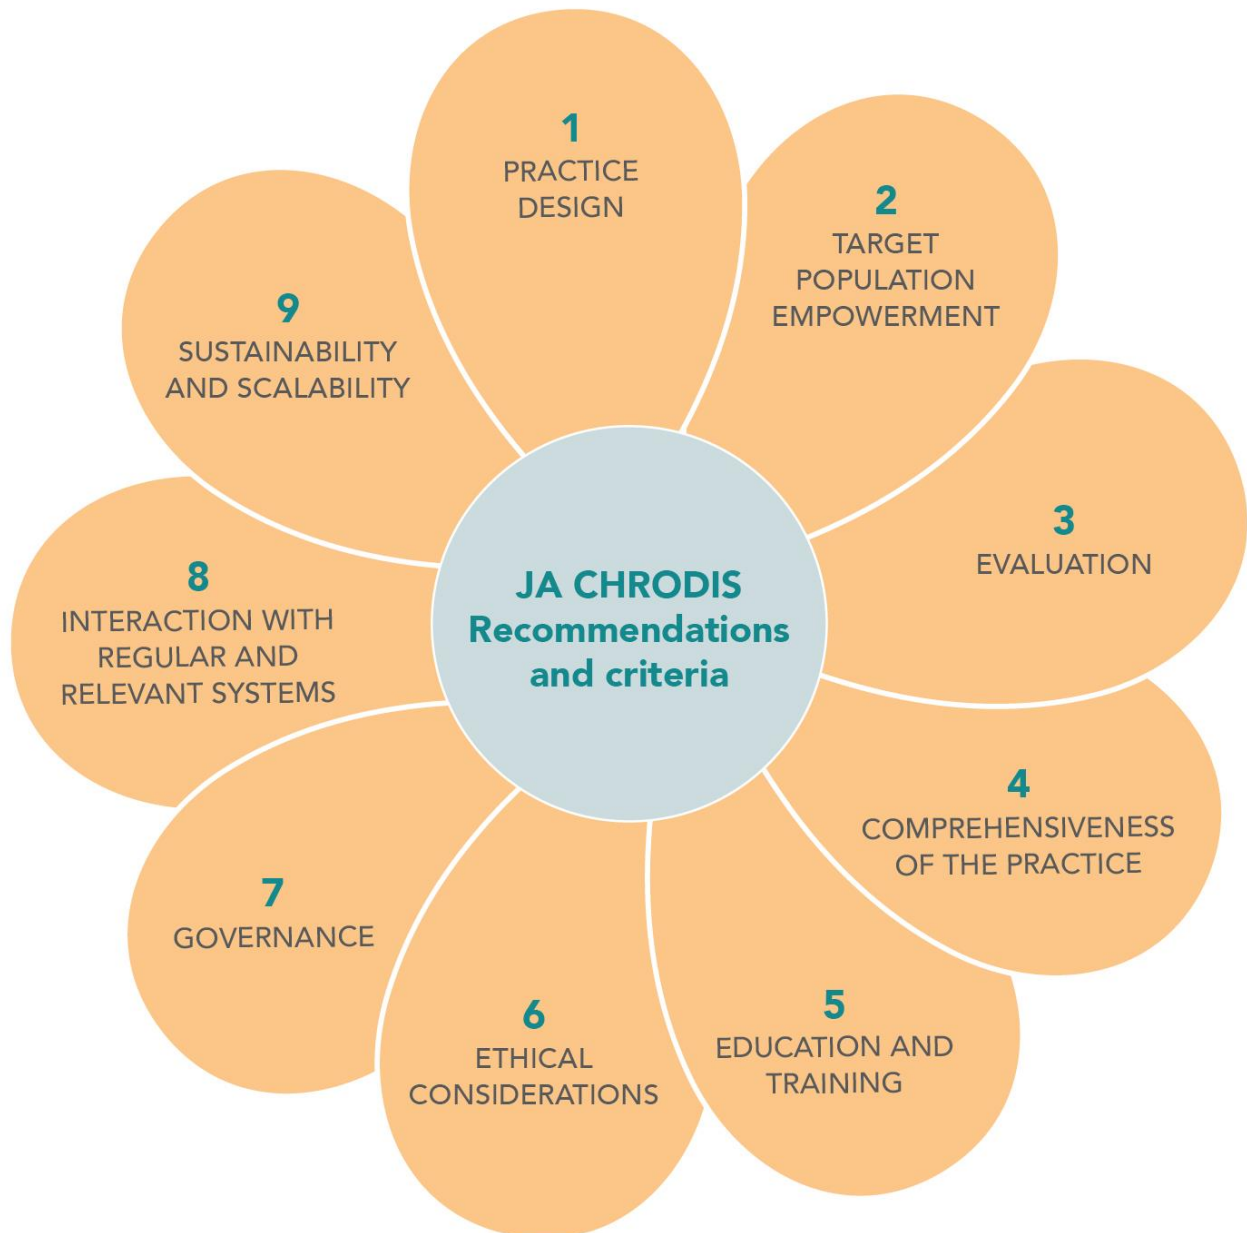 1
PRACTICE
DESIGN
2
TARGET
POPULATION
EMPOWERMENT
3
EVALUATION
4
COMPREHENSIVENESS
OF THE PRACTICE
5
EDUCATION AND
TRAINING
6
ETHICAL
CONSIDERATIONS
7
GOVERNANCE
8
INTERACTION WITH
REGULAR AND
RELEVANT SYSTEMS
9
SUSTAINABILITY
AND SCALABILITY
JA CHRODIS
Recommendations
and criteria